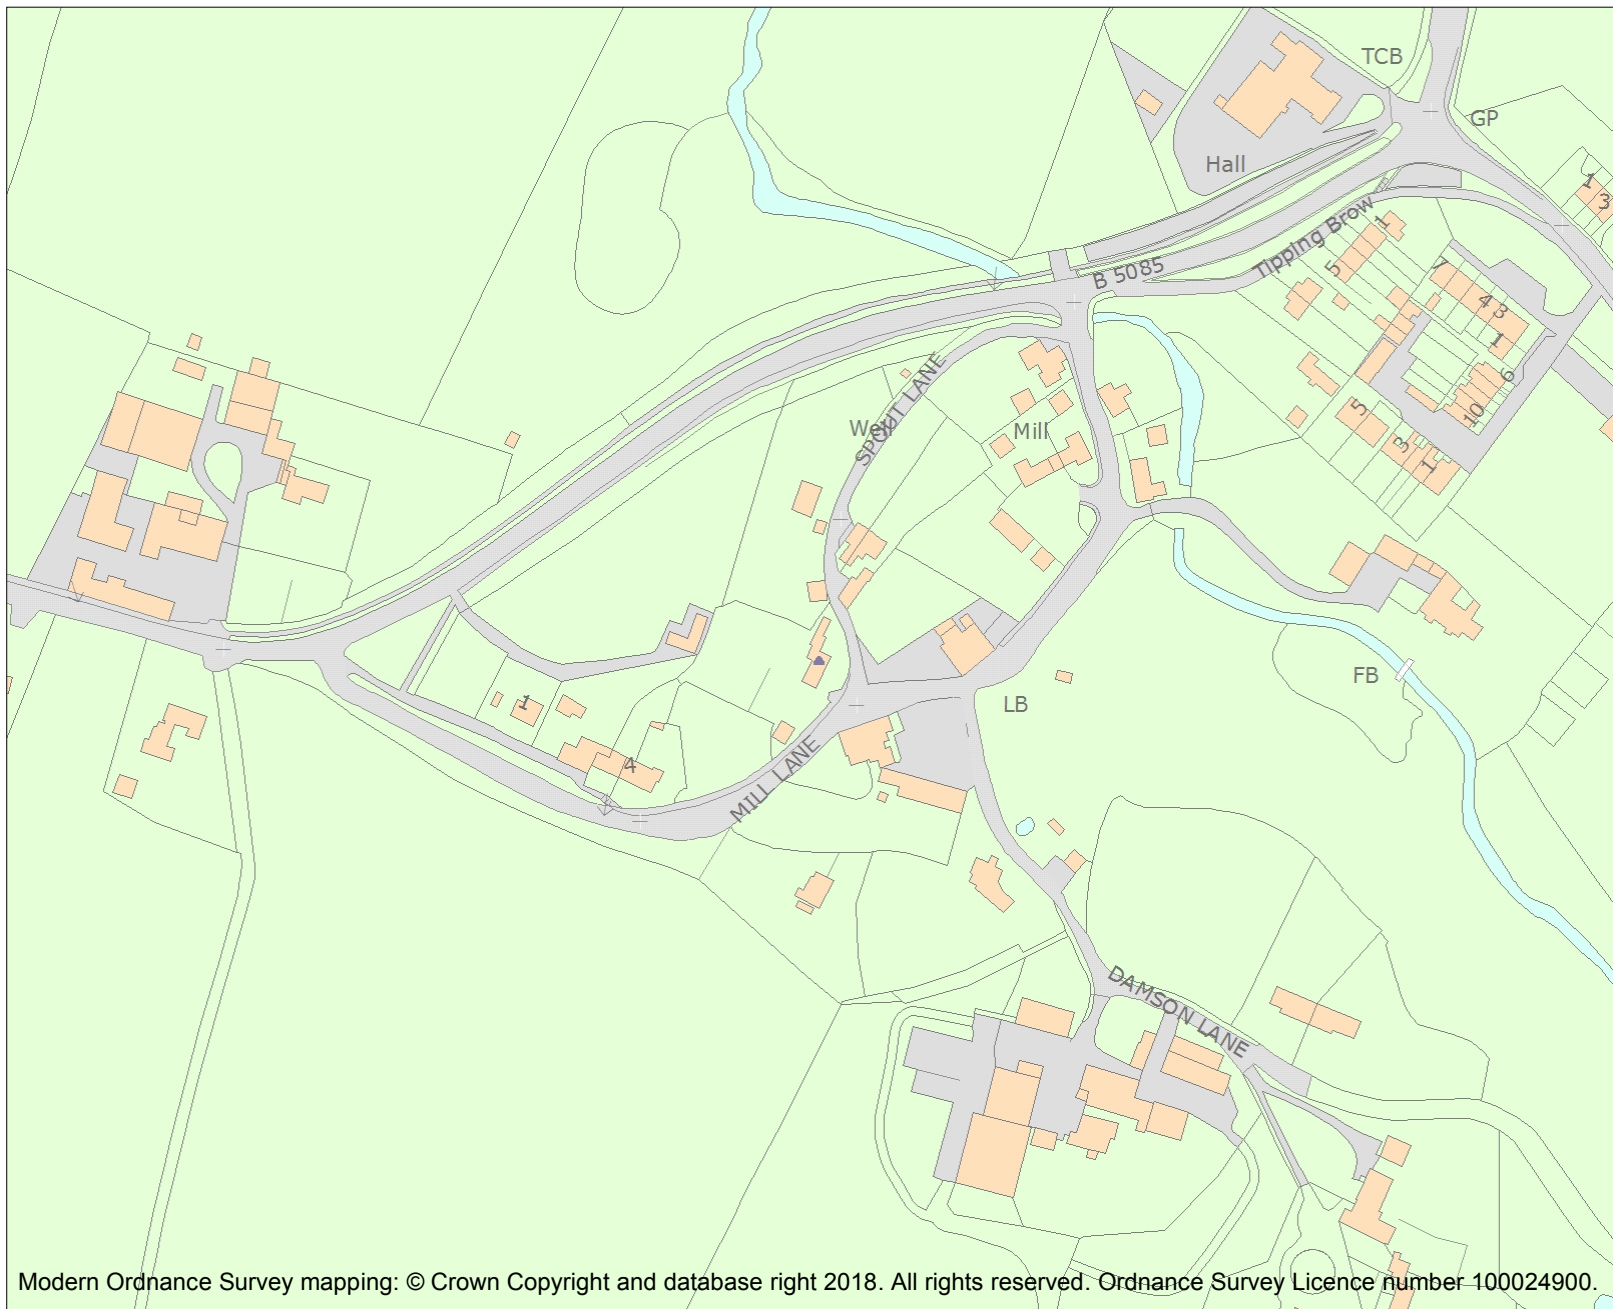 TCB
GP
Hall
1
3
B 5085
Tipping Brow
1
5
7
4
3
1
6
10
5
3
1
SPOUT LANE
Well
Mill
FB
LB
1
4
MILL LANE
DAMSON LANE
Modern Ordnance Survey mapping: © Crown Copyright and database right 2018. All rights reserved. Ordnance Survey Licence number 100024900.